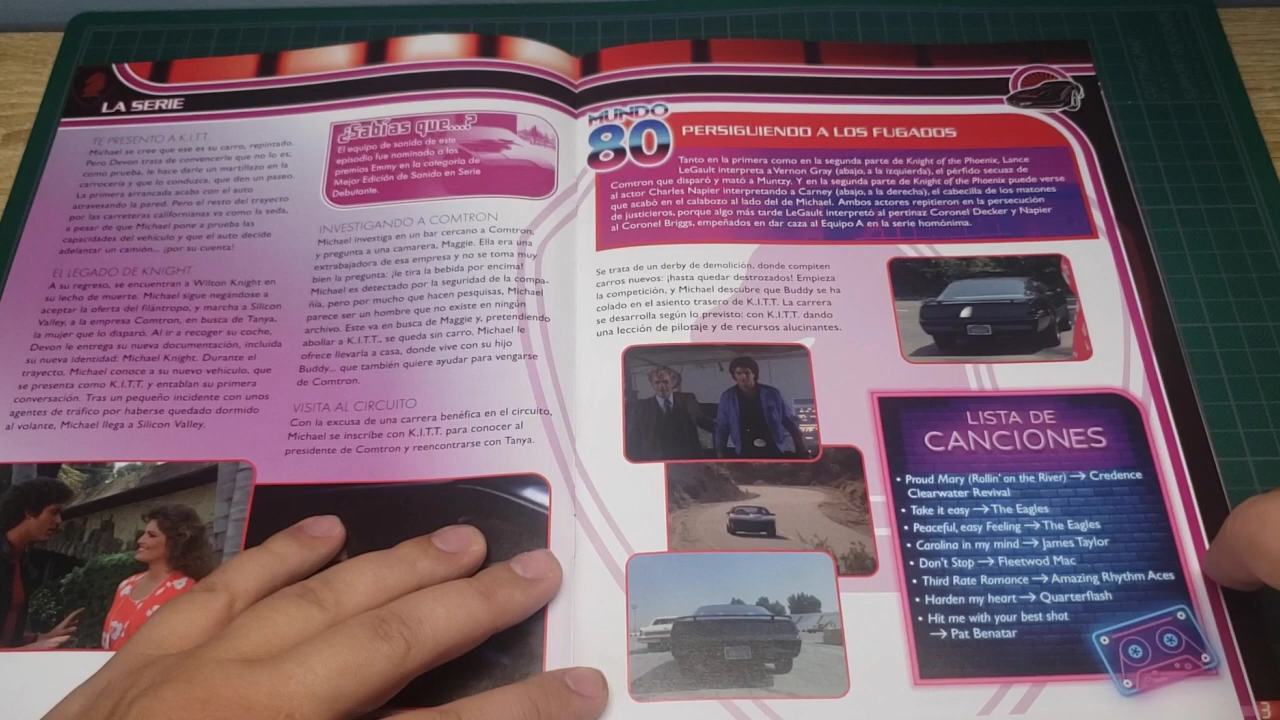 LA SERIE
TE PRESENTO A K.I.T.T.
Michael se cree que ese es su carro, repintado.
Pero Devon trata de convencerle que no lo es;
como prueba, le hace darle un martillazo en la
carrocería y que lo conduzca, que den un paseo.
La primera arrancada acaba con el auto
atravesando la pared. Pero el resto del trayecto
por las carreteras californianas va como la seda,
a pesar de que Michael pone a prueba las
capacidades del vehículo y que el auto decide
adelantar un camión... ¡por su cuenta!
EL LEGADO DE KNIGHT
A su regreso, se encuentran a Wilton Knight en
su lecho de muerte. Michael sigue negándose a
aceptar la oferta del filántropo, y marcha a Silicon
Valley, a la empresa Comtron, en busca de Tanya,
la mujer que lo disparó. Al ir a recoger su coche,
Devon le entrega su nueva documentación, incluida
su nueva identidad: Michael Knight. Durante el
trayecto, Michael conoce a su nuevo vehículo, que
se presenta como K.I.T.T. y entablan su primera
conversación. Tras un pequeño incidente con unos
agentes de tráfico por haberse quedado dormido
al volante, Michael llega a Silicon Valley.
¿Sabías que...?
El equipo de sonido de este
episodio fue nominado a los
premios Emmy en la categoría de
Mejor Edición de Sonido en Serie
Debutante.
INVESTIGANDO A COMTRON
Michael investiga en un bar cercano a Comtron,
y pregunta a una camarera, Maggie. Ella era una
extrabajadora de esa empresa y no se toma muy
bien la pregunta: ¡le tira la bebida por encima!
Michael es detectado por la seguridad de la compa-
ñía, pero por mucho que hacen pesquisas, Michael
parece ser un hombre que no existe en ningún
archivo. Este va en busca de Maggie y, pretendiendo
abollar a K.I.T.T., se queda sin carro. Michael le
ofrece llevarla a casa, donde vive con su hijo
Buddy... que también quiere ayudar para vengarse
de Comtron.
VISITA AL CIRCUITO
Con la excusa de una carrera benéfica en el circuito,
Michael se inscribe con K.I.T.T. para conocer al
presidente de Comtron y reencontrarse con Tanya.
MUNDO
80
PERSIGUIENDO A LOS FUGADOS
Tanto en la primera como en la segunda parte de Knight of the Phoenix, Lance
LeGault interpreta a Vernon Gray (abajo, a la izquierda), el pérfido secuas de
Comtron que disparó y mató a Muntzy. Y en la segunda parte de Knight of the Phoenix puede verse
al actor Charles Napier interpretando a Carney (abajo, a la derecha), el cabecilla de los matones
que acabó en el calabozo al lado del de Michael. Ambos actores repitieron en la persecución
de justicieros, porque algo más tarde LeGault interpretó al pertinaz Coronel Decker y Napier
al Coronel Briggs, empeñados en dar caza al Equipo A en la serie homónima.
Se trata de un derby de demolición, donde compiten
carros nuevos: ¡hasta quedar destrozados! Empieza
la competición, y Michael descubre que Buddy se ha
colado en el asiento trasero de K.I.T.T. La carrera
se desarrolla según lo previsto: con K.I.T.T. dando
una lección de pilotaje y de recursos alucinantes.
LISTA DE
CANCIONES
• Proud Mary (Rollin' on the River) → Credence
Clearwater Revival
• Take it easy → The Eagles
• Peaceful, easy Feeling → The Eagles
• Carolina in my mind → James Taylor
• Don't Stop → Fleetwod Mac
• Third Rate Romance → Amazing Rhythm Aces
• Harden my heart → Quarterflash
• Hit me with your best shot
→ Pat Benatar
3